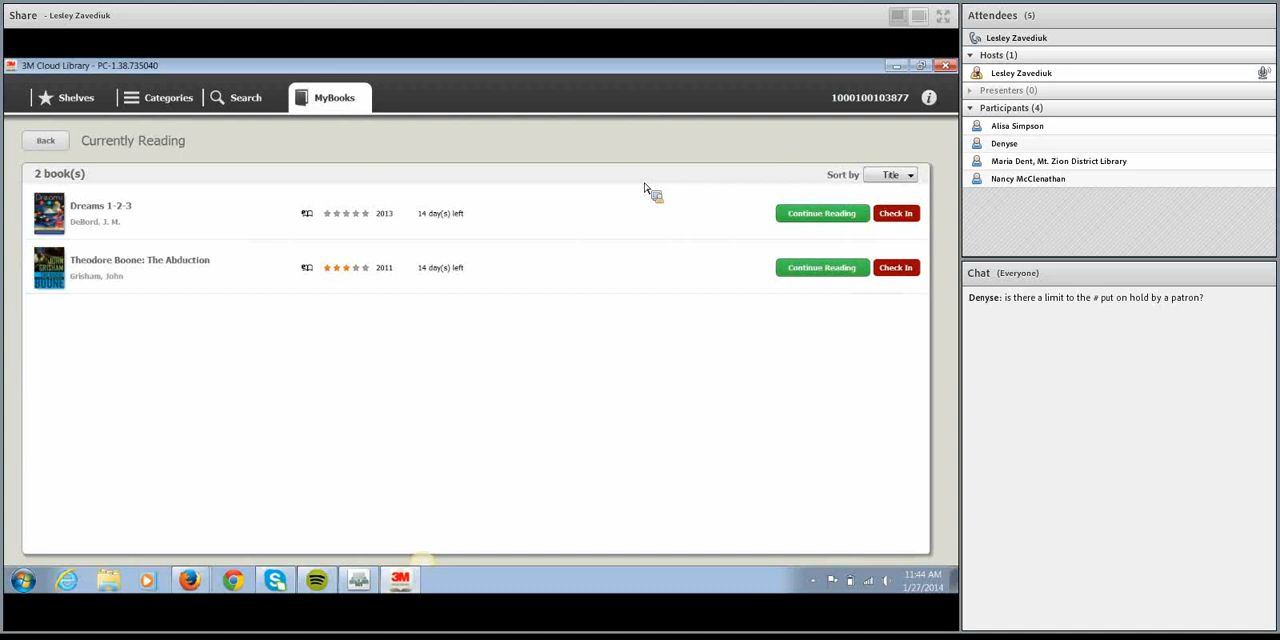 Share - Lesley Zavediuk
3M Cloud Library - PC-1.38.735040
Shelves
Categories
Search
MyBooks
1000100103877
Back
Currently Reading
2 book(s)
Sort by
Title
Dreams 1-2-3
DeBord, J. M.
2013
14 day(s) left
Continue Reading
Check In
Theodore Boone: The Abduction
Grisham, John
2011
14 day(s) left
Continue Reading
Check In
3M
11:44 AM
1/27/2014
Attendees (5)
Lesley Zavediuk
Hosts (1)
Lesley Zavediuk
Presenters (0)
Participants (4)
Alisa Simpson
Denyse
Maria Dent, Mt. Zion District Library
Nancy McClenathan
Chat (Everyone)
Denyse: is there a limit to the # put on hold by a patron?